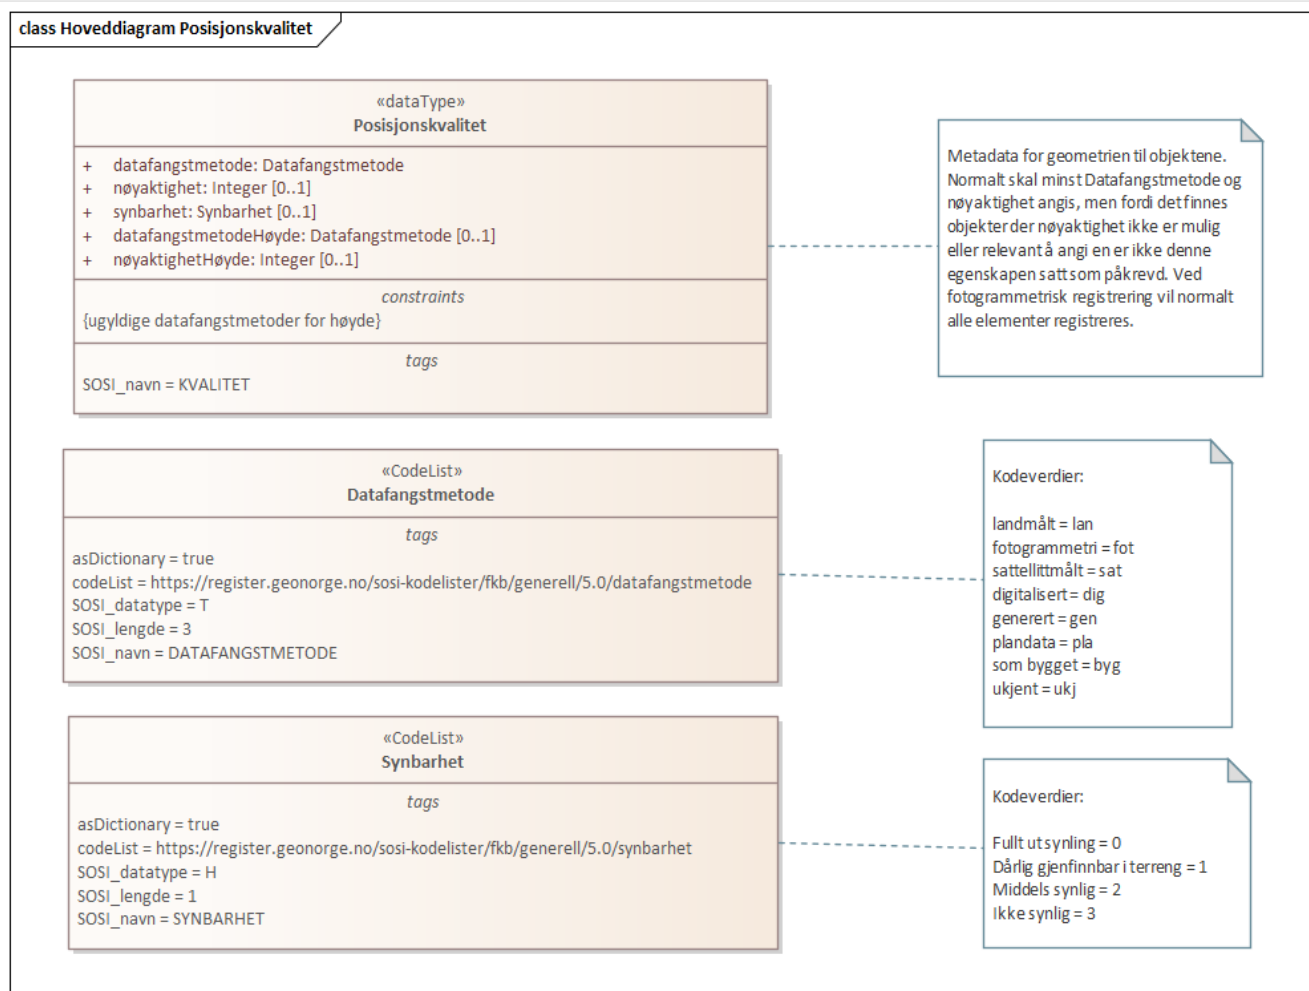 class Hoveddiagram Posisjonskvalitet
«dataType»
Posisjonskvalitet
+ datafangstmetode: Datafangstmetode
+ nøyaktighet: Integer [0..1]
+ synbarhet: Synbarhet [0..1]
+ datafangstmetodeHøyde: Datafangstmetode [0..1]
+ nøyaktighetHøyde: Integer [0..1]
constraints
{ugyldige datafangstmetoder for høyde}
tags
SOSI_navn = KVALITET
Metadata for geometrien til objektene.
Normalt skal minst Datafangstmetode og
nøyaktighet angis, men fordi det finnes
objekter der nøyaktighet ikke er mulig
eller relevant å angi en er ikke denne
egenskapen satt som påkrevd. Ved
fotogrammetrisk registrering vil normalt
alle elementer registreres.
«CodeList»
Datafangstmetode
tags
asDictionary = true
codeList = https://register.geonorge.no/sosi-kodelister/fkb/generell/5.0/datafangstmetode
SOSI_datatype = T
SOSI_lengde = 3
SOSI_navn = DATAFANGSTMETODE
Kodeverdier:
landmålt = lan
fotogrammetri = fot
sattellittmålt = sat
digitalisert = dig
generert = gen
plandata = pla
som bygget = byg
ukjent = ukj
«CodeList»
Synbarhet
tags
asDictionary = true
codeList = https://register.geonorge.no/sosi-kodelister/fkb/generell/5.0/synbarhet
SOSI_datatype = H
SOSI_lengde = 1
SOSI_navn = SYNBARHET
Kodeverdier:
Fullt ut synling = 0
Dårlig gjenfinnbar i terreng = 1
Middels synlig = 2
Ikke synlig = 3